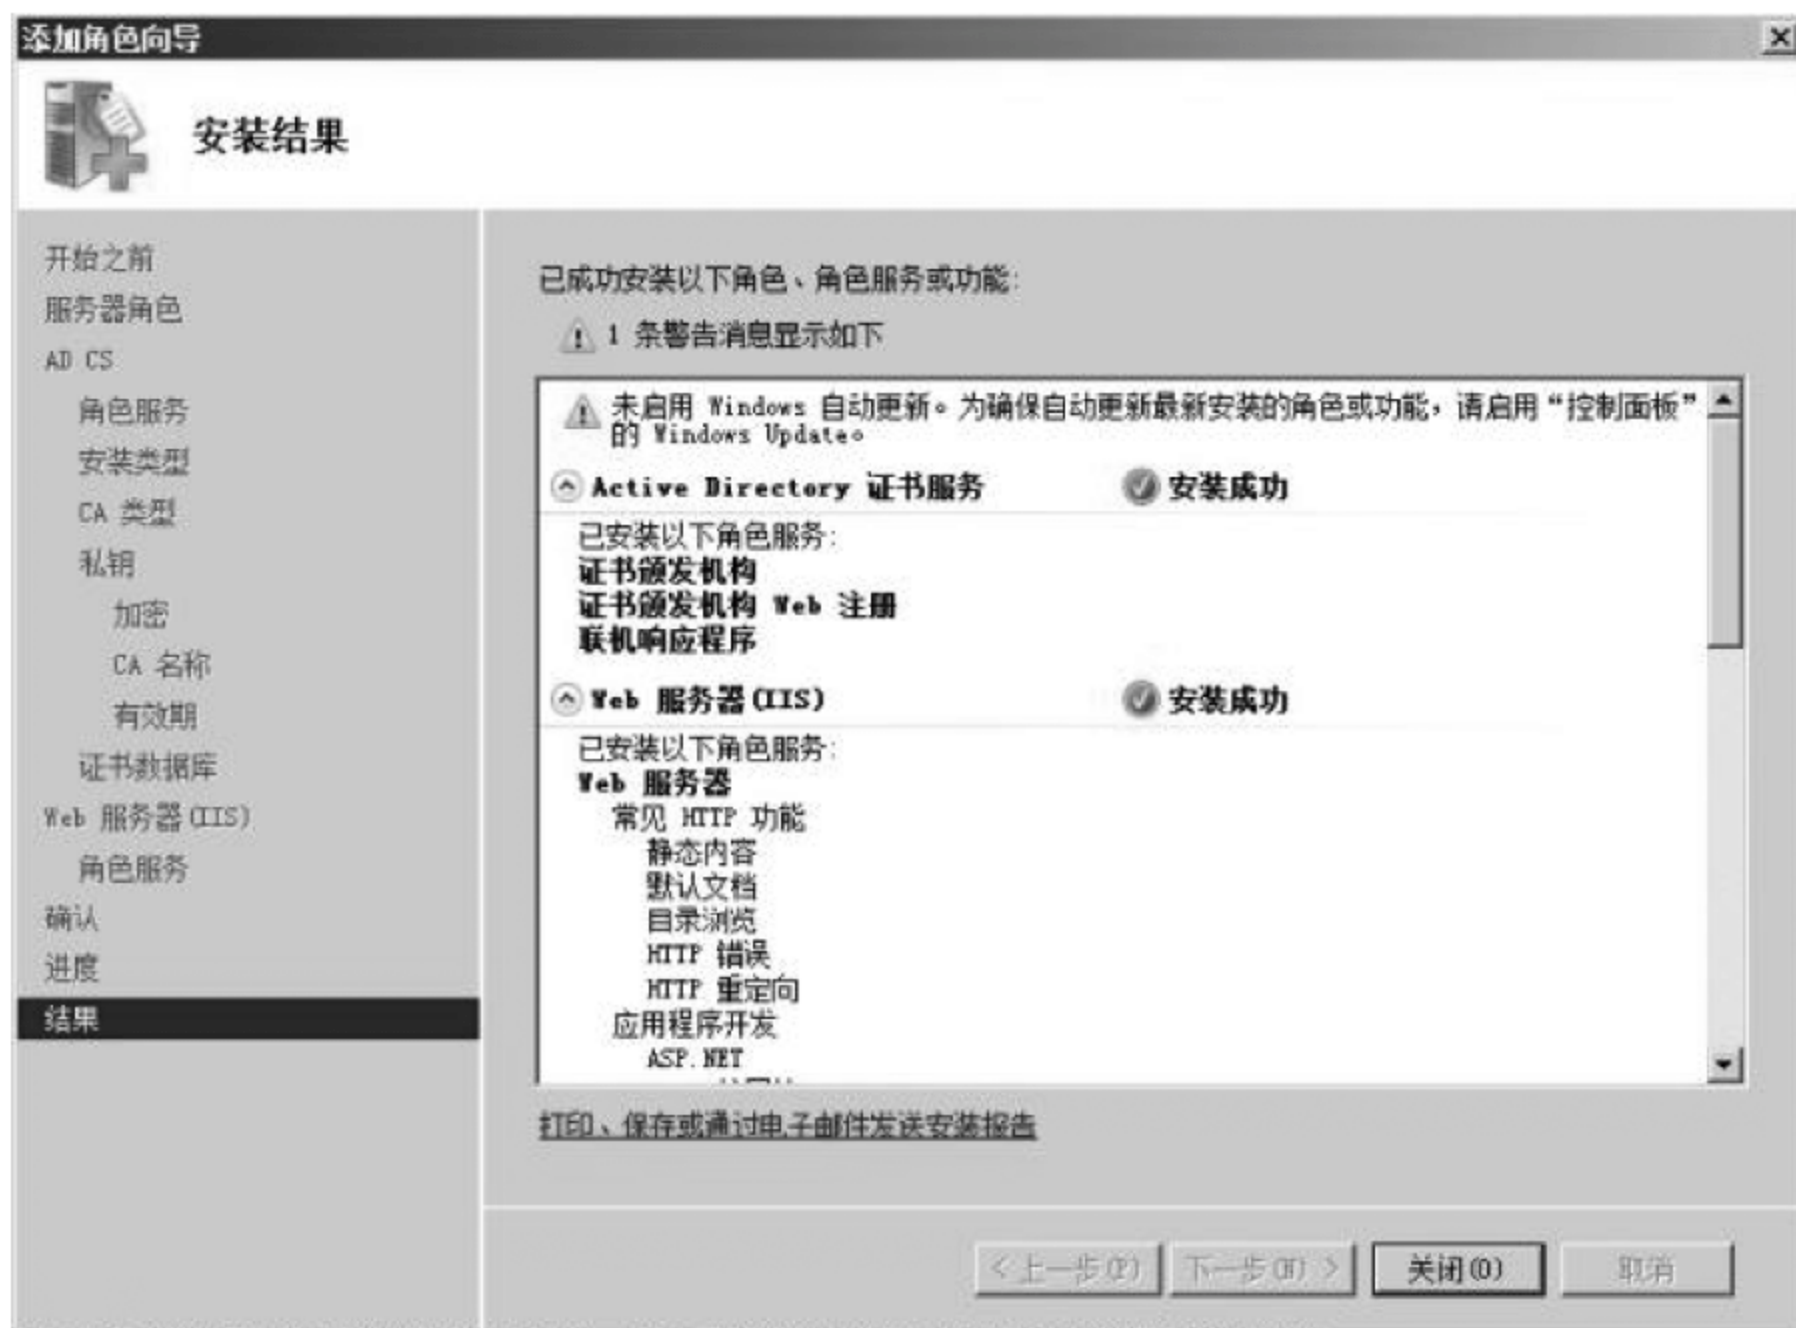 添加角色向导
安装结果
开始之前
服务器角色
AD CS
角色服务
安装类型
CA 类型
私钥
加密
CA 名称
有效期
证书数据库
Web 服务器(IIS)
角色服务
确认
进度
结果
已成功安装以下角色、角色服务或功能:
1 条警告消息显示如下
未启用 Windows 自动更新。为确保自动更新最新安装的角色或功能，请启用“控制面板”
的 Windows Update。
Active Directory 证书服务 安装成功
已安装以下角色服务:
证书颁发机构
证书颁发机构 Web 注册
联机响应程序
Web 服务器(IIS) 安装成功
已安装以下角色服务:
Web 服务器
常见 HTTP 功能
静态内容
默认文档
目录浏览
HTTP 错误
HTTP 重定向
应用程序开发
ASP.NET
打印、保存或通过电子邮件发送安装报告
< 上一步(P) 下一步(N) > 关闭(O) 取消